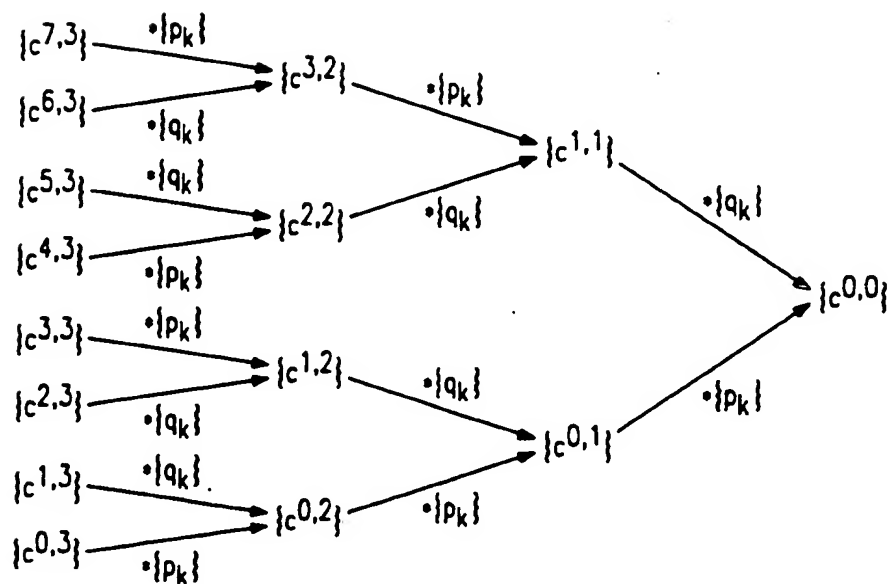 {c^7,3} *{p_k}
{c^3,2}
{c^6,3} *{p_k}
*{q_k}
{c^1,1}
{c^5,3} *{q_k}
{c^2,2} *{q_k} *{q_k}
{c^4,3}
*{p_k}
{c^0,0}
{c^3,3} *{p_k}
{c^1,2}
{c^2,3} *{q_k} *{p_k}
*{q_k}
{c^0,1}
{c^1,3} *{q_k}
{c^0,2} *{p_k}
{c^0,3}
*{p_k}